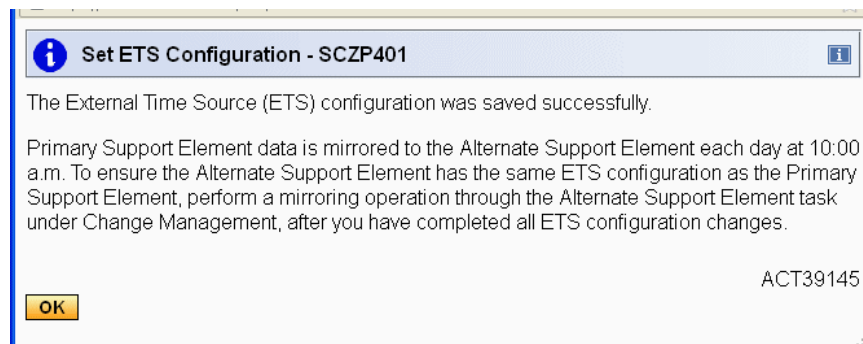 Set ETS Configuration - SCZP401
The External Time Source (ETS) configuration was saved successfully.
Primary Support Element data is mirrored to the Alternate Support Element each day at 10:00
a.m. To ensure the Alternate Support Element has the same ETS configuration as the Primary
Support Element, perform a mirroring operation through the Alternate Support Element task
under Change Management, after you have completed all ETS configuration changes.
ACT39145
OK